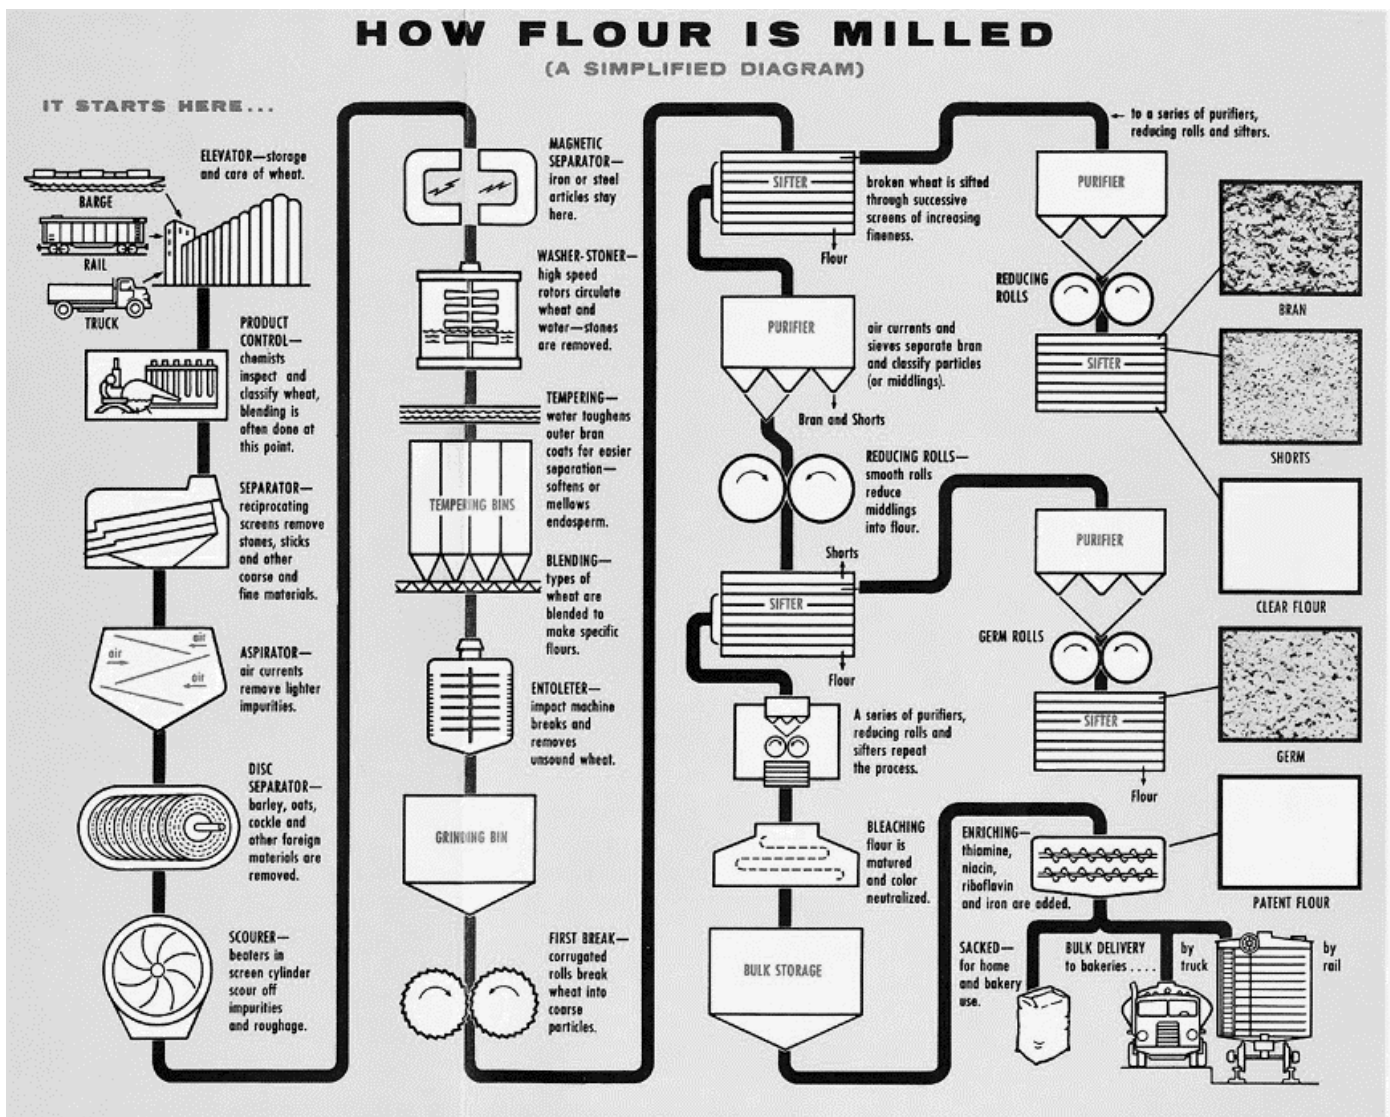 HOW FLOUR IS MILLED
(A SIMPLIFIED DIAGRAM)
IT STARTS HERE...
ELEVATOR—storage
and care of wheat.
BARGE
RAIL
TRUCK
PRODUCT
CONTROL—
chemists
inspect and
classify wheat,
blending is
often done at
this point.
SEPARATOR—
reciprocating
screens remove
stones, sticks
and other
coarse and
fine materials.
air
air
air
ASPIRATOR—
air currents
remove lighter
impurities.
DISC
SEPARATOR—
barley, oats,
cockle and
other foreign
materials are
removed.
SCOURER—
beaters in
screen cylinder
scour off
impurities
and roughage.
MAGNETIC
SEPARATOR—
iron or steel
articles stay
here.
WASHER-STONER—
high speed
rotors circulate
wheat and
water—stones
are removed.
TEMPERING—
water toughens
outer bran
coats for easier
separation—
softens or
mellows
endosperm.
TEMPERING BINS
BLENDING—
types of
wheat are
blended to
make specific
flours.
ENTOLETER—
impact machine
breaks and
removes
unsound wheat.
GRINDING BIN
FIRST BREAK—
corrugated
rolls break
wheat into
coarse
particles.
SIFTER
broken wheat is sifted
through successive
screens of increasing
fineness.
Flour
PURIFIER
air currents and
sieves separate bran
and classify particles
(or middlings).
Bran and Shorts
REDUCING ROLLS—
smooth rolls
reduce
middlings
into flour.
Shorts
SIFTER
Flour
A series of purifiers,
reducing rolls and
sifters repeat
the process.
BLEACHING
flour is
matured
and color
neutralized.
BULK STORAGE
to a series of purifiers,
reducing rolls and sifters.
PURIFIER
REDUCING
ROLLS
SIFTER
BRAN
SHORTS
CLEAR FLOUR
PURIFIER
GERM ROLLS
SIFTER
Flour
GERM
ENRICHING—
thiamine,
niacin,
riboflavin
and iron are added.
PATENT FLOUR
SACKED—
for home
and bakery
use.
BULK DELIVERY
to bakeries....
by
truck
by
rail